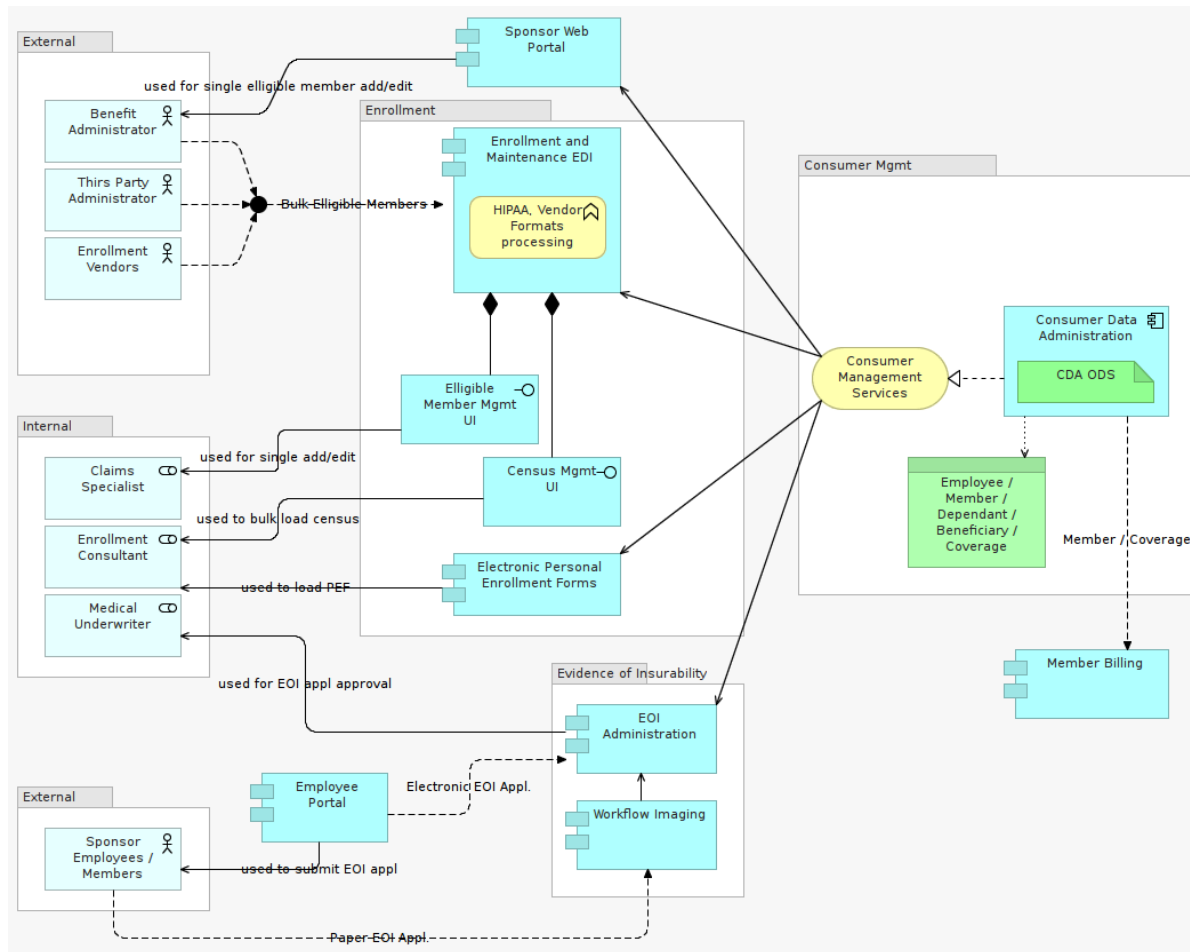 External
Sponsor Web
Portal
used for single elligible member add/edit
Benefit
Administrator
Thirs Party
Administrator
Enrollment
Vendors
Bulk Elligible Members
Enrollment
Enrollment and
Maintenance EDI
HIPAA, Vendor
Formats
processing
Consumer Mgmt
Consumer Data
Administration
CDA ODS
Consumer
Management
Services
Elligible
Member Mgmt
UI
Internal
used for single add/edit
Claims
Specialist
Census Mgmt
UI
used to bulk load census
Enrollment
Consultant
Employee /
Member /
Dependant /
Beneficiary /
Coverage
Member / Coverage
Electronic Personal
Enrollment Forms
used to load PEF
Medical
Underwriter
used for EOI appl approval
Evidence of Insurability
Member Billing
EOI
Administration
Employee
Portal
Electronic EOI Appl.
External
Workflow Imaging
Sponsor
Employees /
Members
used to submit EOI appl
Paper EOI Appl.